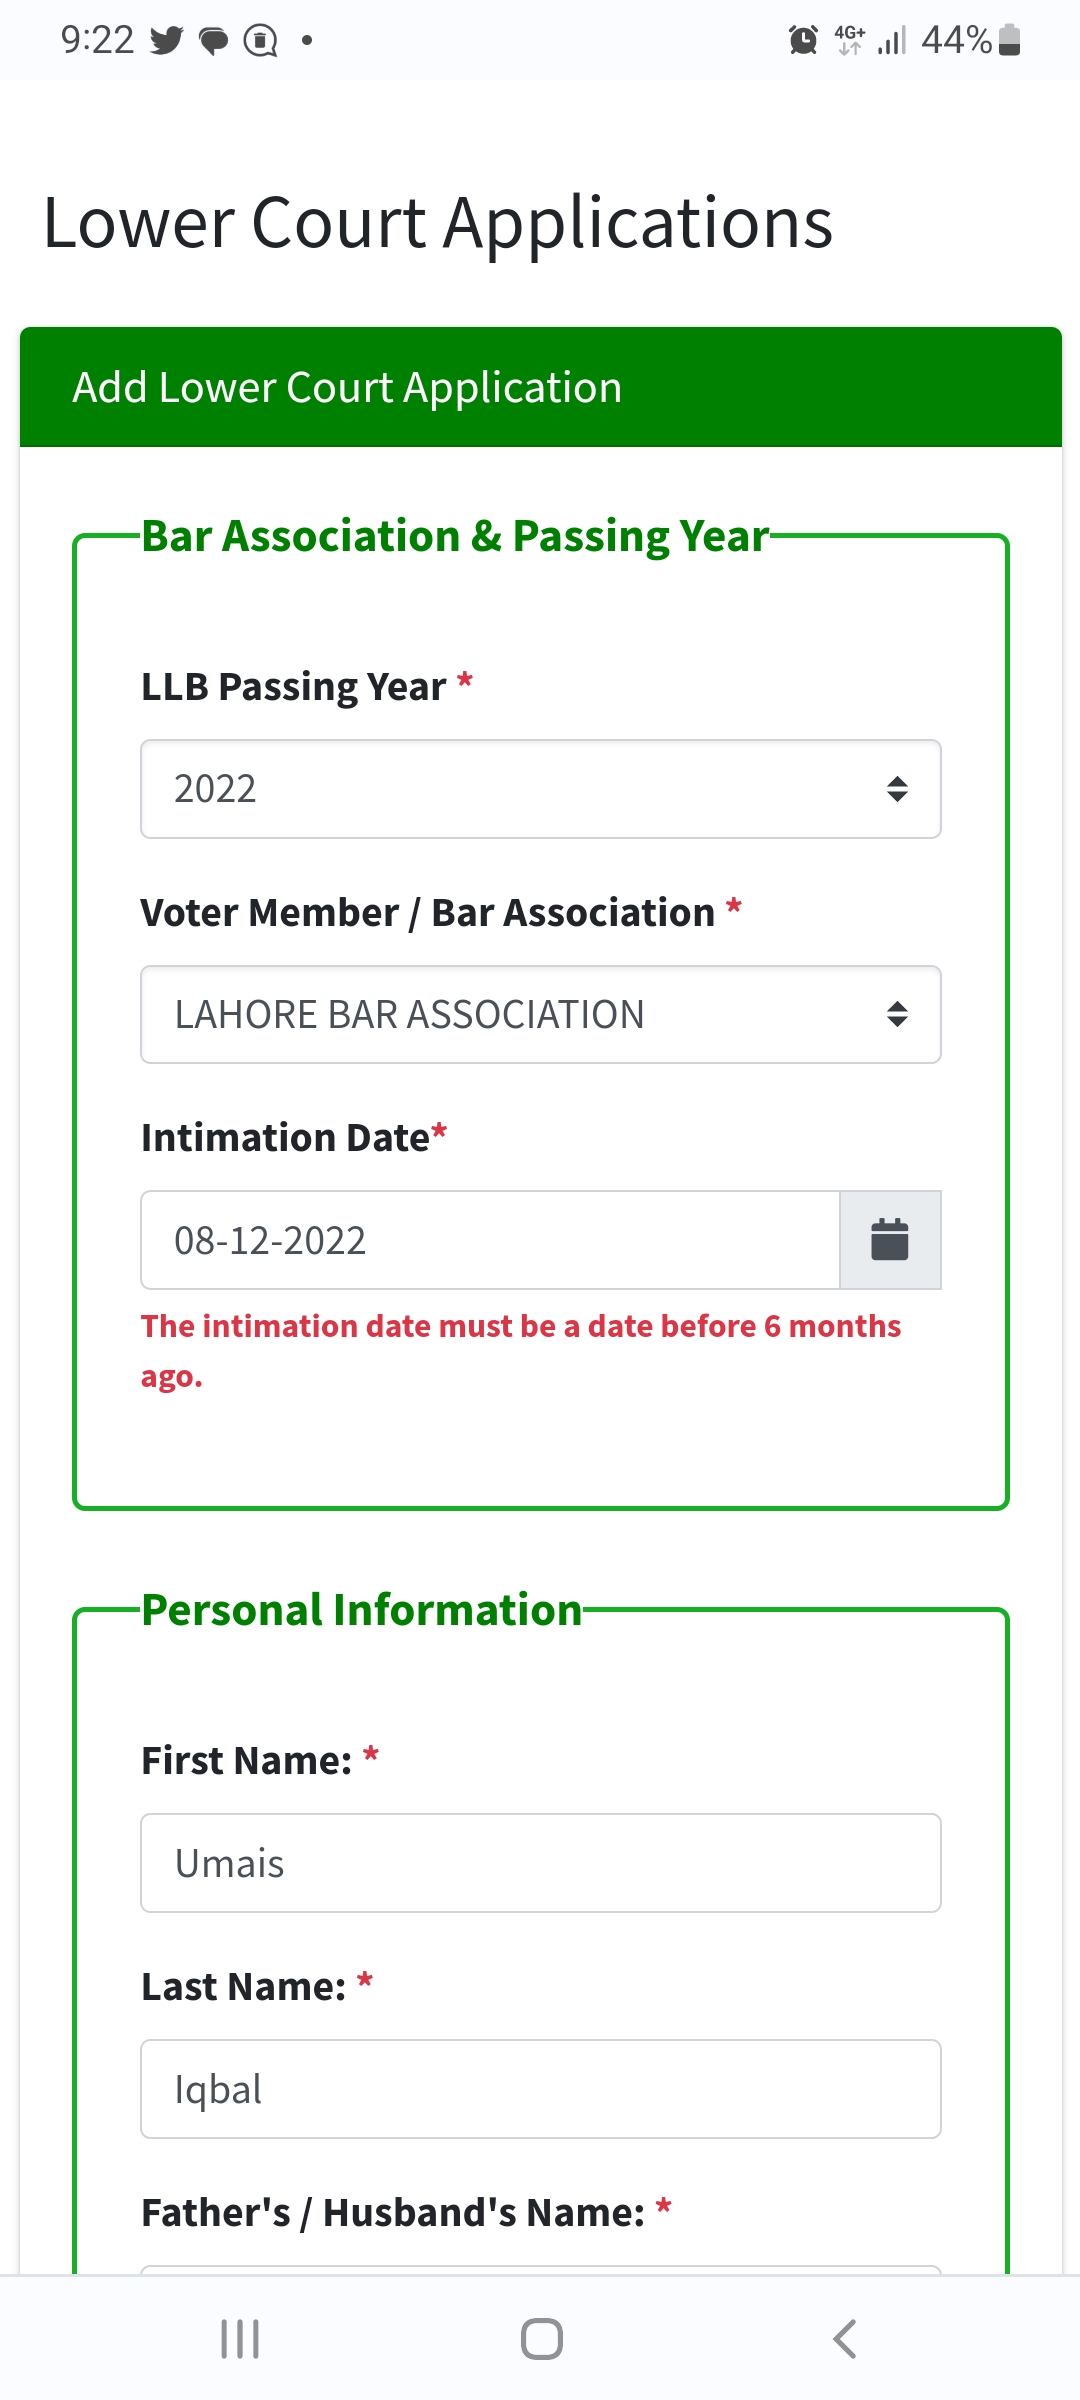 9:22
4G+
44%
Lower Court Applications
Add Lower Court Application
Bar Association & Passing Year
LLB Passing Year *
2022
Voter Member / Bar Association *
LAHORE BAR ASSOCIATION
Intimation Date*
08-12-2022
The intimation date must be a date before 6 months
ago.
Personal Information
First Name: *
Umais
Last Name: *
Iqbal
Father's / Husband's Name: *